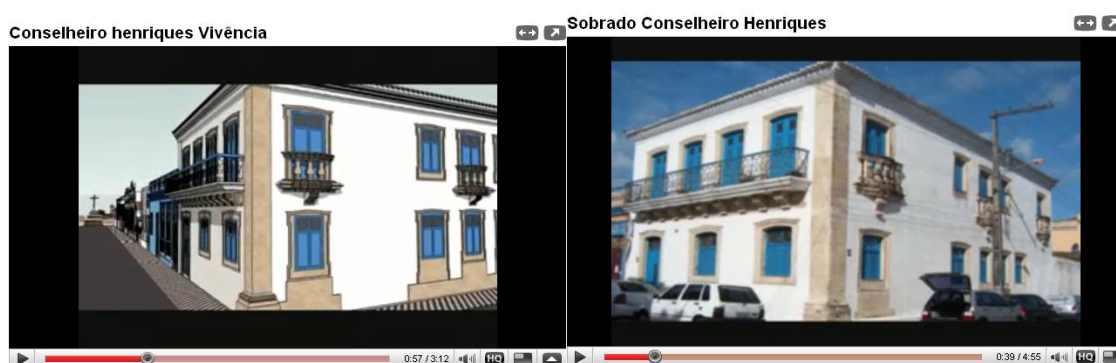 Conselheiro henriques Vivência
Sobrado Conselheiro Henriques
0:57 / 3:12
HQ
0:39 / 4:55
HQ